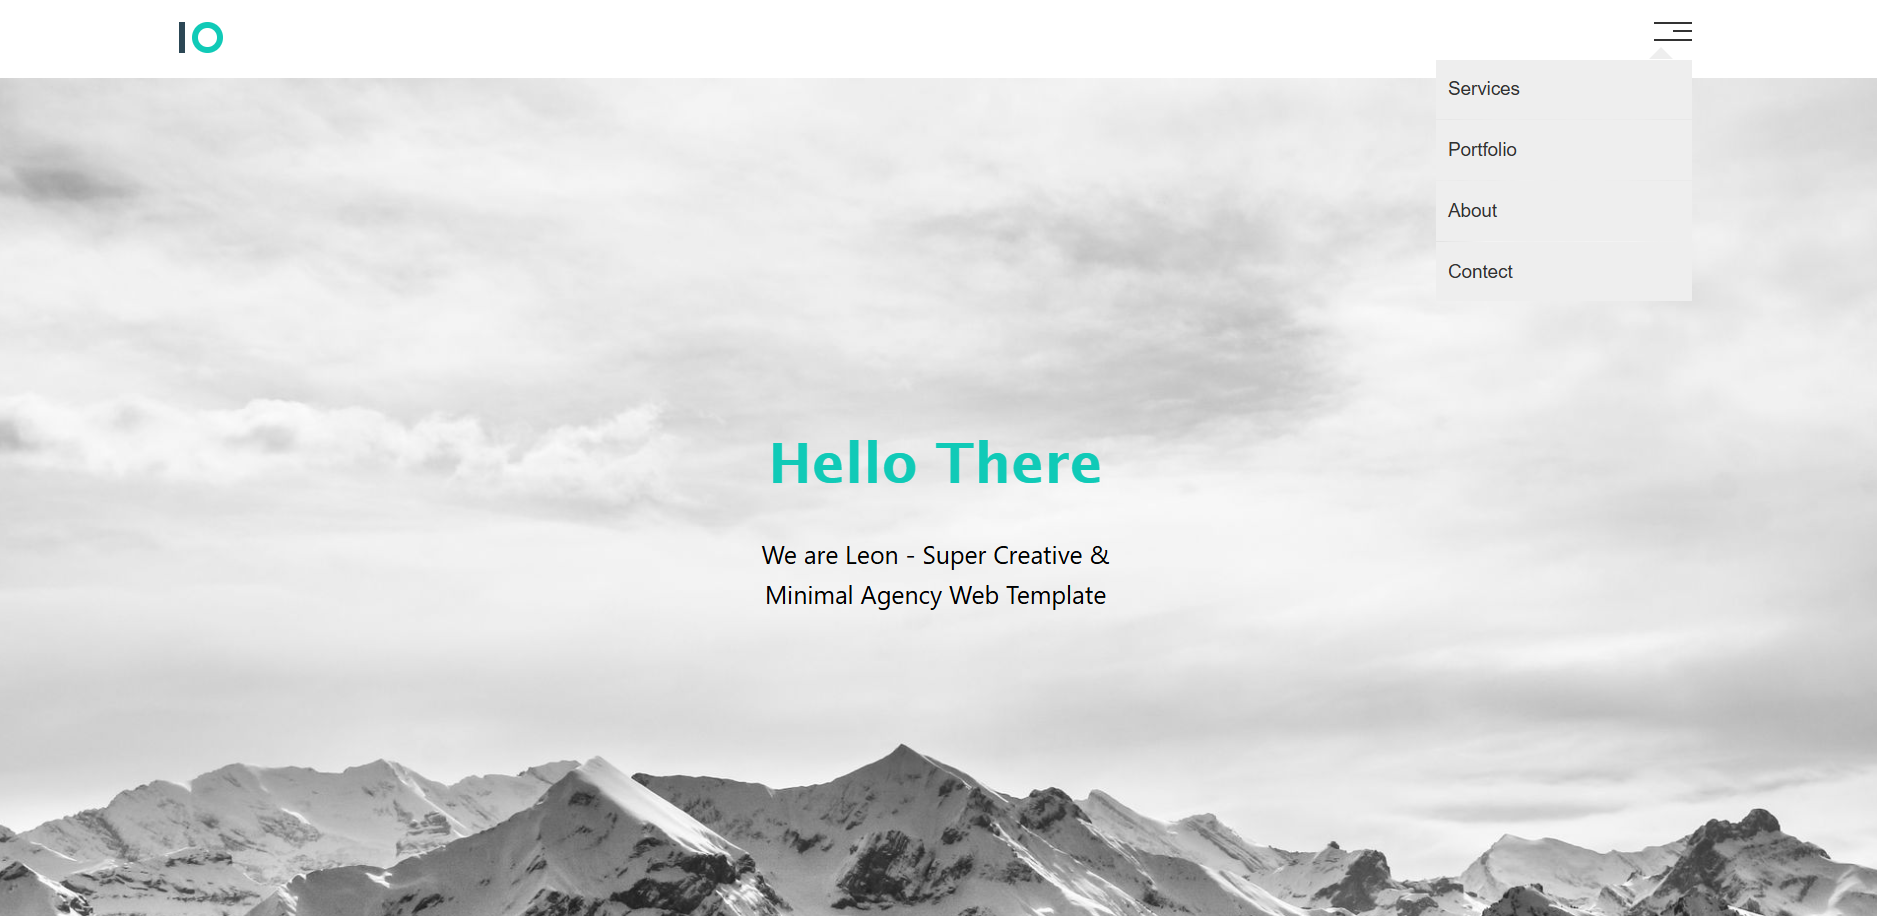 IO
Services
Portfolio
About
Contect
Hello There
We are Leon - Super Creative &
Minimal Agency Web Template